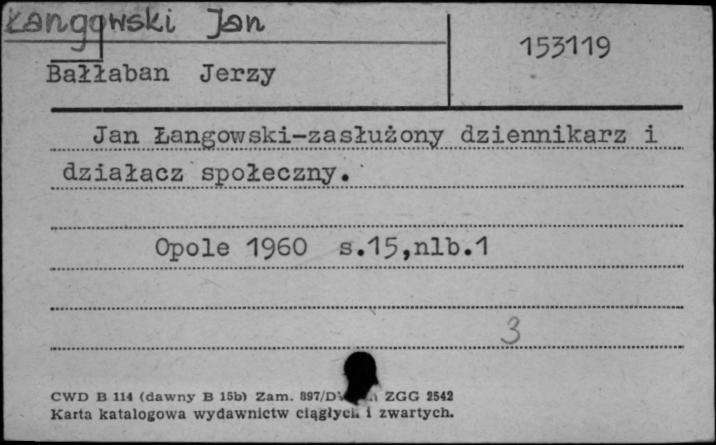 Łangowski Jan
153119
Bałłaban Jerzy
Jan Łangowski-zasłużony dziennikarz i
działacz społeczny.
Opole 1960 s.15,nlb.1
3
CWD B 114 (dawny B 15b) Zam. 897/ ZGG 2542
Karta katalogowa wydawnictw ciągłych i zwartych.